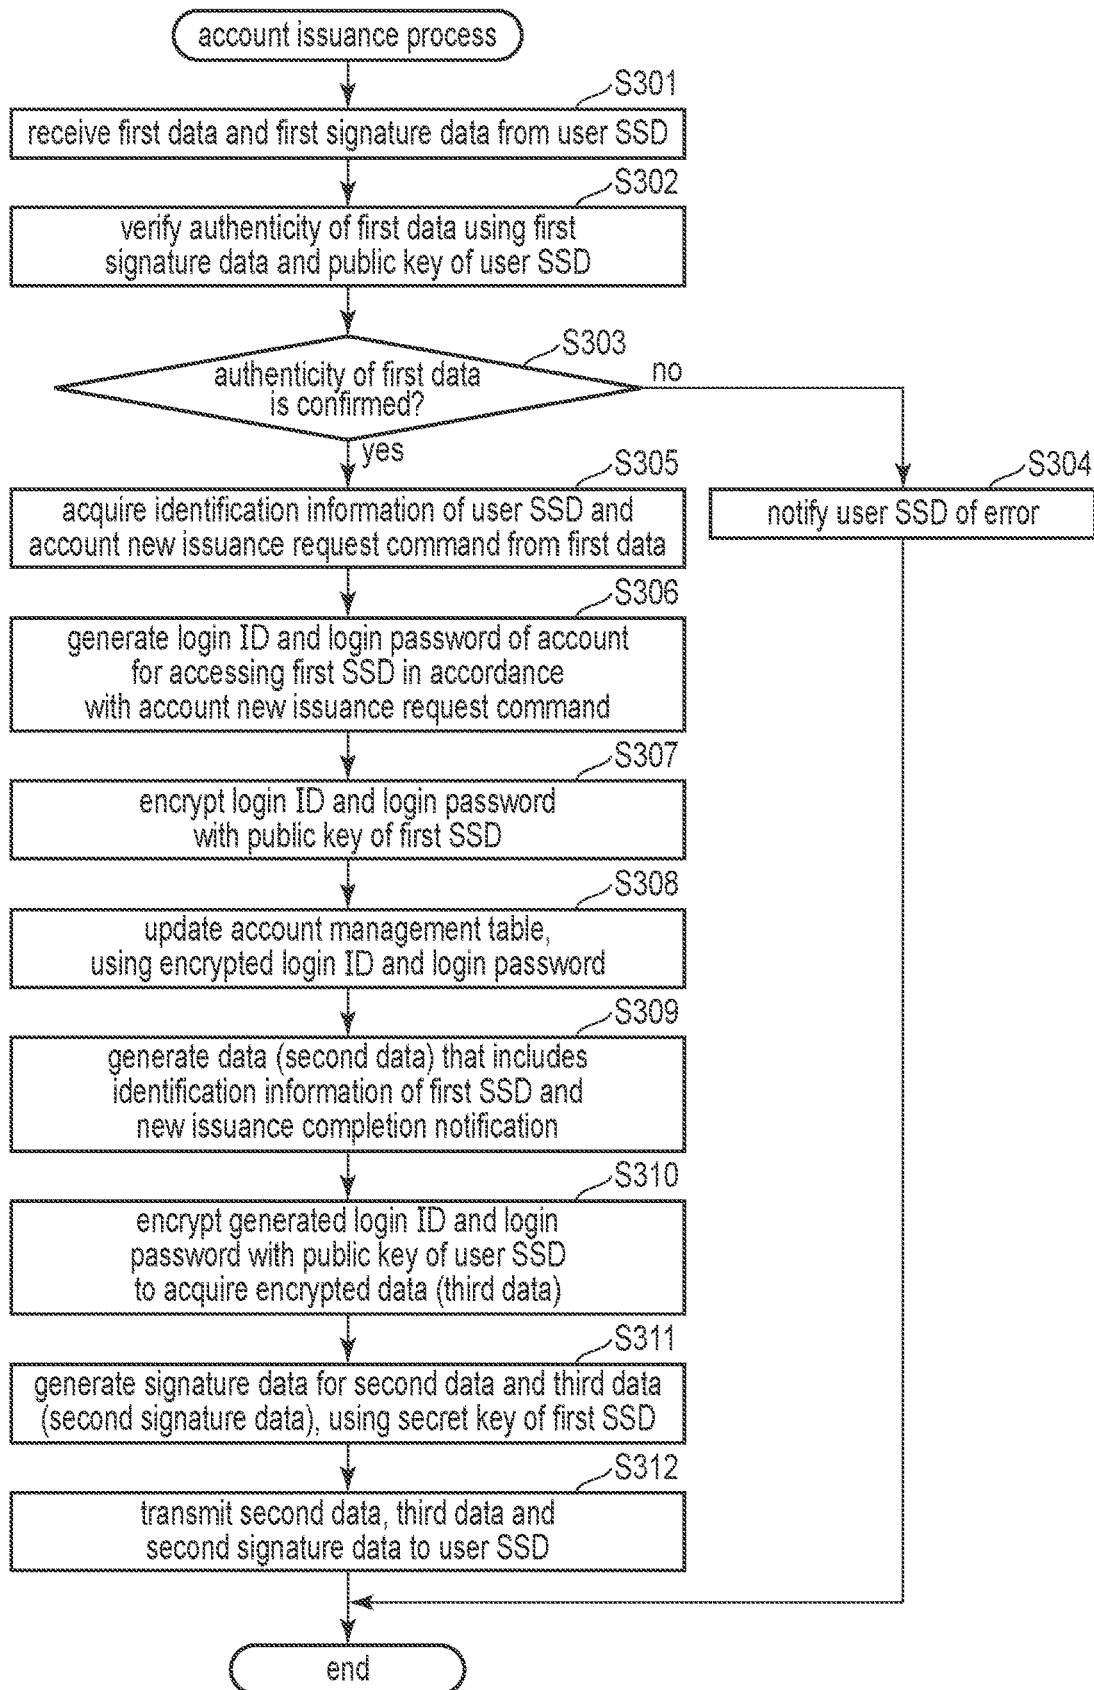 account issuance process
S301
receive first data and first signature data from user SSD
S302
verify authenticity of first data using first
signature data and public key of user SSD
S303
authenticity of first data
is confirmed?
no
yes
S305
acquire identification information of user SSD and
account new issuance request command from first data
S304
notify user SSD of error
S306
generate login ID and login password of account
for accessing first SSD in accordance
with account new issuance request command
S307
encrypt login ID and login password
with public key of first SSD
S308
update account management table,
using encrypted login ID and login password
S309
generate data (second data) that includes
identification information of first SSD and
new issuance completion notification
S310
encrypt generated login ID and login
password with public key of user SSD
to acquire encrypted data (third data)
S311
generate signature data for second data and third data
(second signature data), using secret key of first SSD
S312
transmit second data, third data and
second signature data to user SSD
end